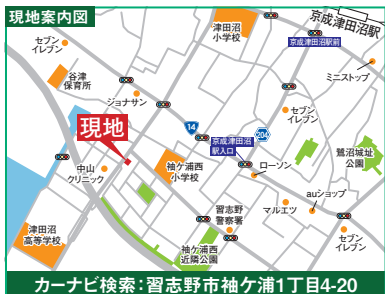 現地案内図
京成津田沼駅
セブン
イレブン
津田沼
小学校
京成津田沼駅前
谷津
保育所
ミニストップ
ジョナサン
セブン
イレブン
現地
14
204
京成津田沼
駅入口
鷺沼城址
公園
中山
クリニック
袖ケ浦西
小学校
ローソン
auショップ
習志野
警察署
マルエツ
津田沼
高等学校
袖ケ浦西
近隣公園
セブン
イレブン
カーナビ検索:習志野市袖ケ浦1丁目4-20